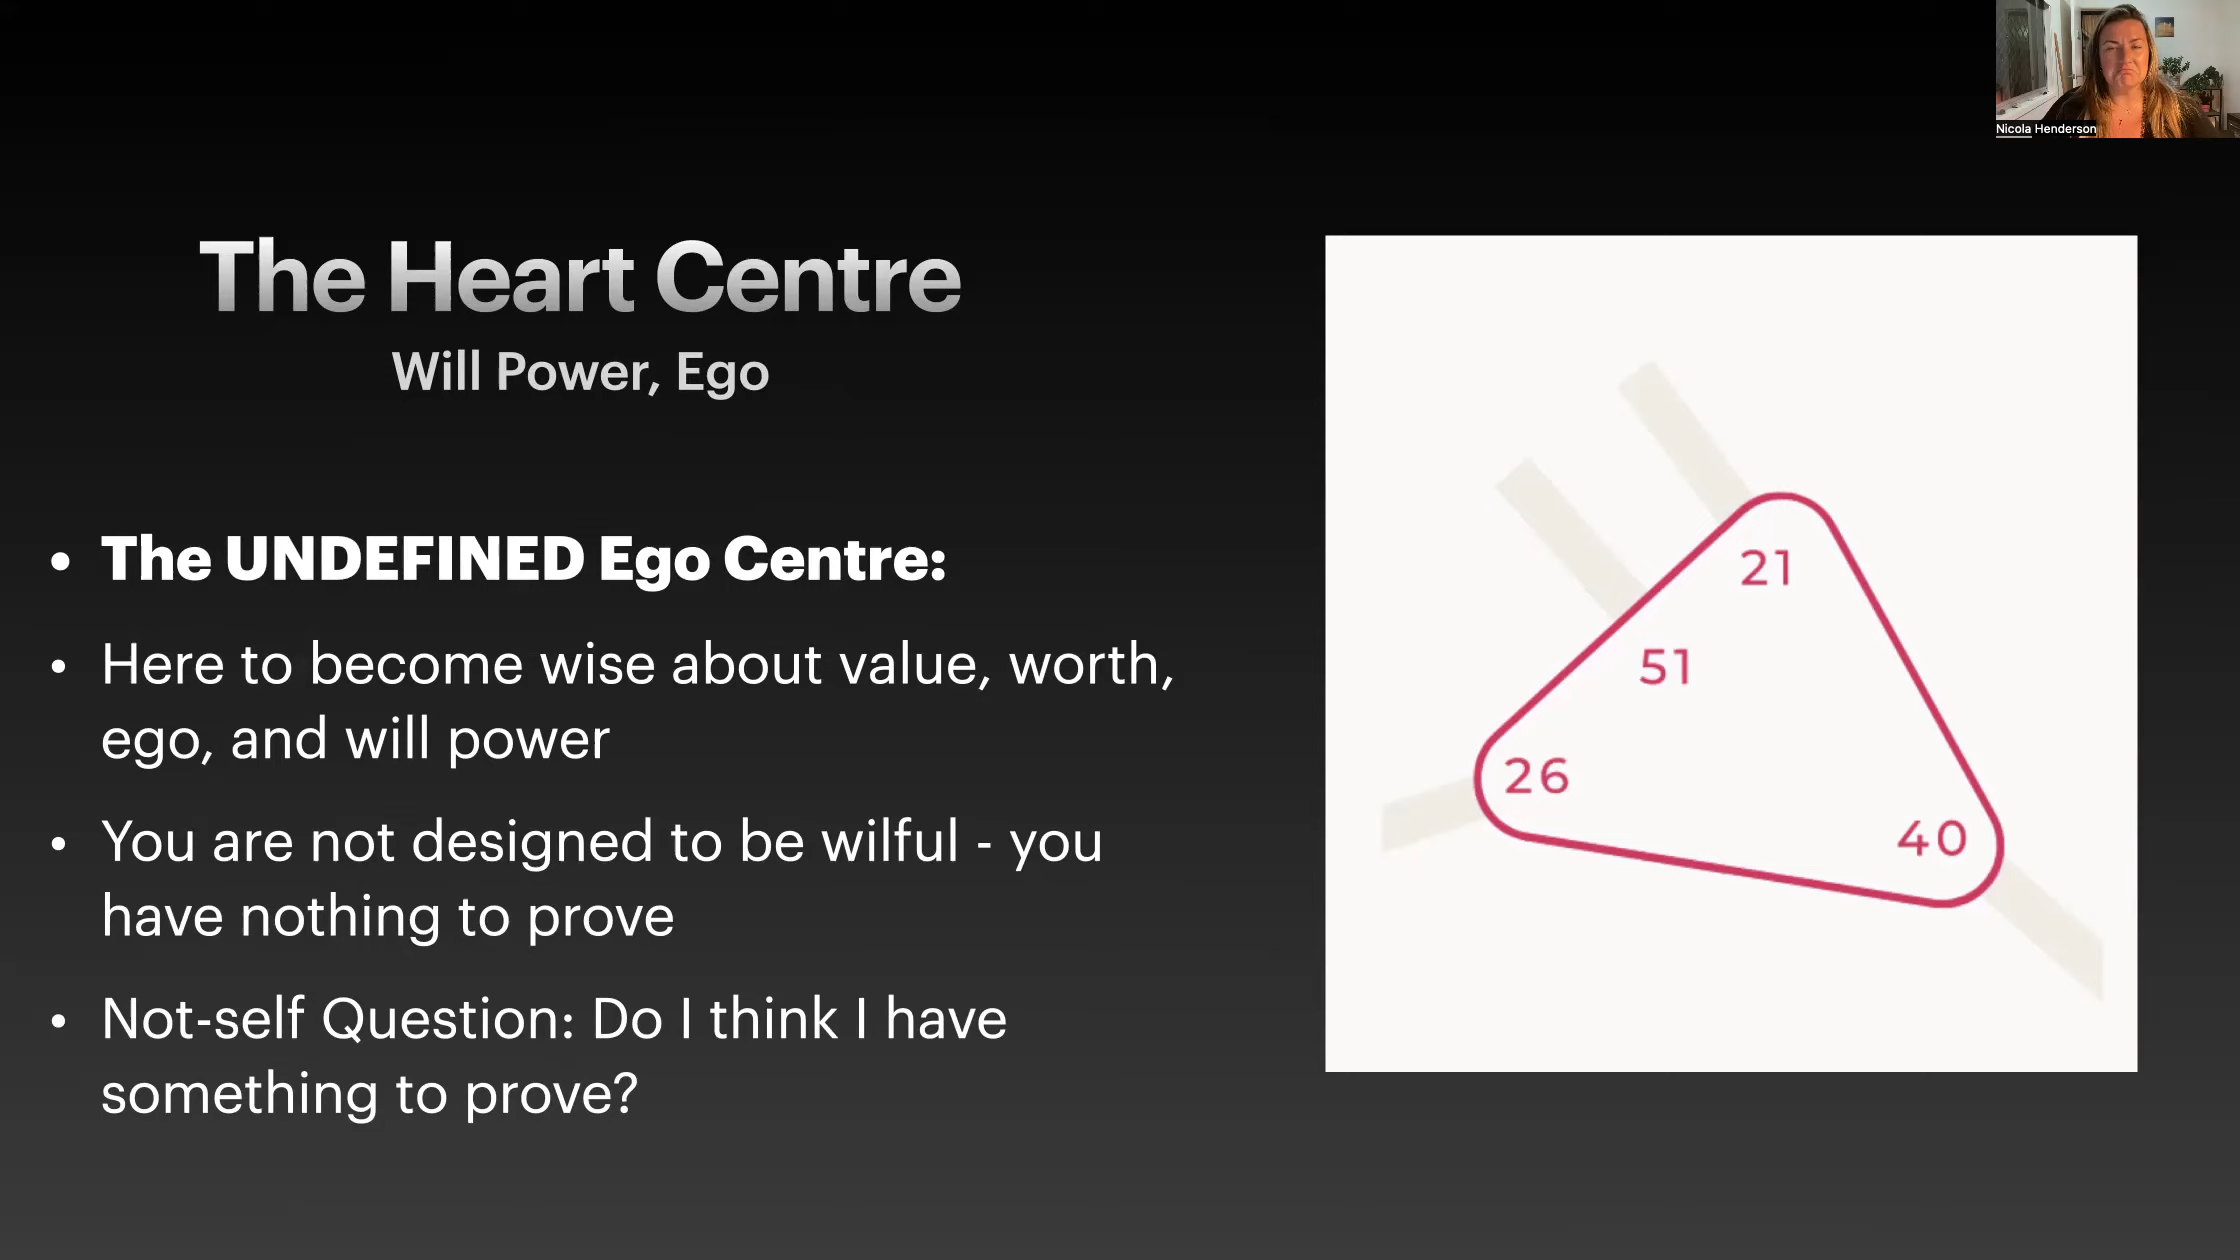 Nicola Henderson
The Heart Centre
Will Power, Ego
• The UNDEFINED Ego Centre:
• Here to become wise about value, worth,
ego, and will power
• You are not designed to be wilful - you
have nothing to prove
• Not-self Question: Do I think I have
something to prove?
21
51
26
40